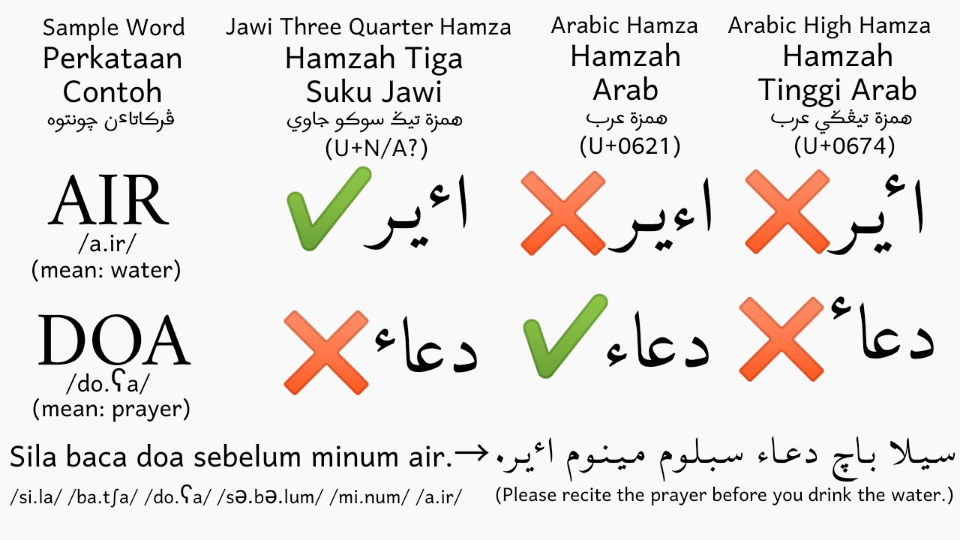 Sample Word
Perkataan
Contoh
ڤرکاتاءن چونتوه
Jawi Three Quarter Hamza
Hamzah Tiga
Suku Jawi
همزة تيݢ سوکو جاوي
(U+N/A?)
Arabic Hamza
Hamzah
Arab
همزة عرب
(U+0621)
Arabic High Hamza
Hamzah
Tinggi Arab
همزة تيڠݢي عرب
(U+0674)
AIR
/a.ir/
(mean: water)
اٴير
اءير
اٴير
DOA
/do.ʕa/
(mean: prayer)
دعاٴ
دعاء
دعاٴ
Sila baca doa sebelum minum air.→
سيلا باچ دعاء سبلوم مينوم اٴير.
/si.la/ /ba.tʃa/ /do.ʕa/ /sə.bə.lum/ /mi.num/ /a.ir/
(Please recite the prayer before you drink the water.)